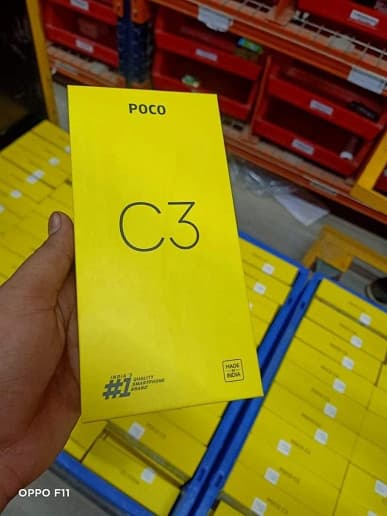 POCO
C3
INDIA'S
#1 QUALITY
SMARTPHONE
BRAND
MADE
IN
INDIA
OPPO F11